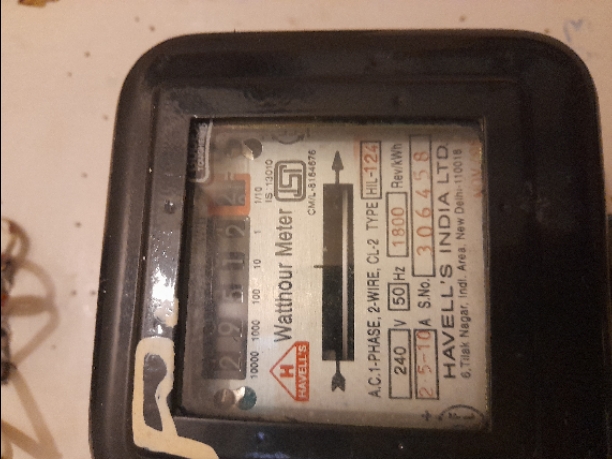 10000 1000 100 10 1 1/10
IS 13010
H
HAVELL'S
Watthour Meter
CM/L-8164676
A.C. 1-PHASE, 2-WIRE, CL-2 TYPE HIL-124
240 V 50 Hz 1800 Rev/kWh
2.5-10 A S.No. 306458
HAVELL'S INDIA LTD.
6, Tilak Nagar, Indl. Area, New Delhi-110018